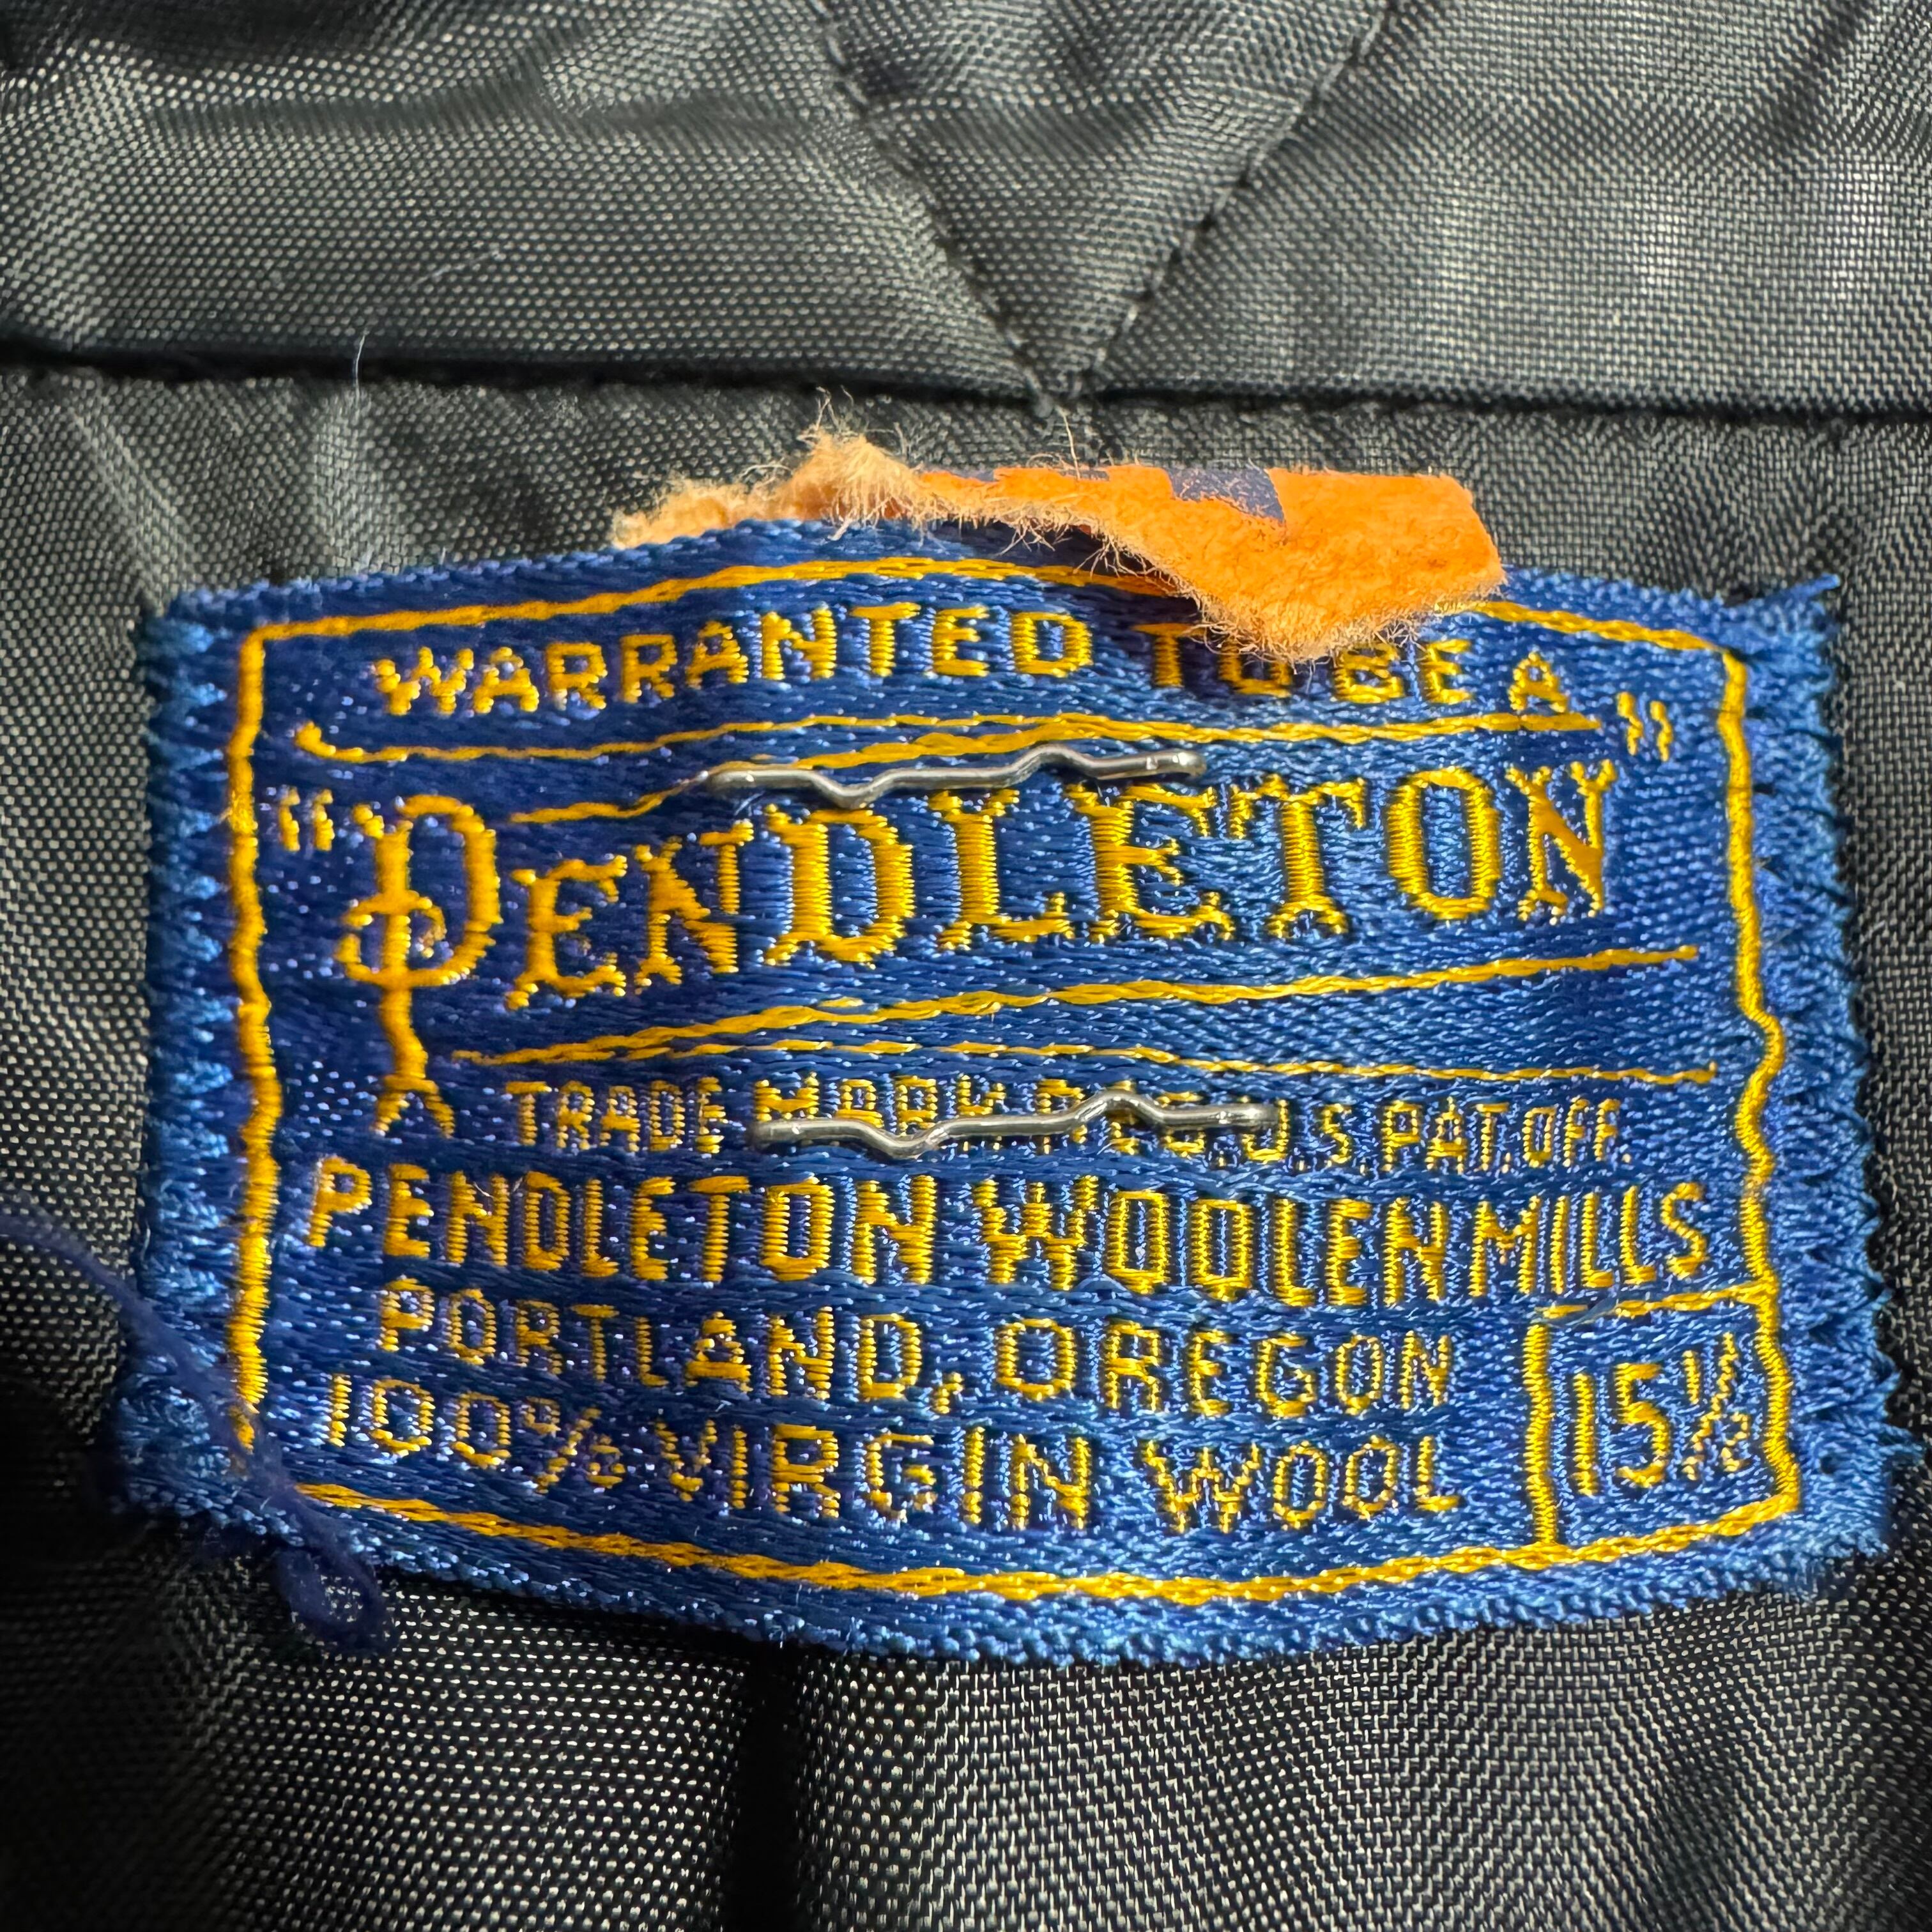 WARRANTED TO BE A
"PENDLETON"
TRADE MARK REG. U.S. PAT. OFF.
PENDLETON WOOLEN MILLS
PORTLAND, OREGON
100% VIRGIN WOOL
15½